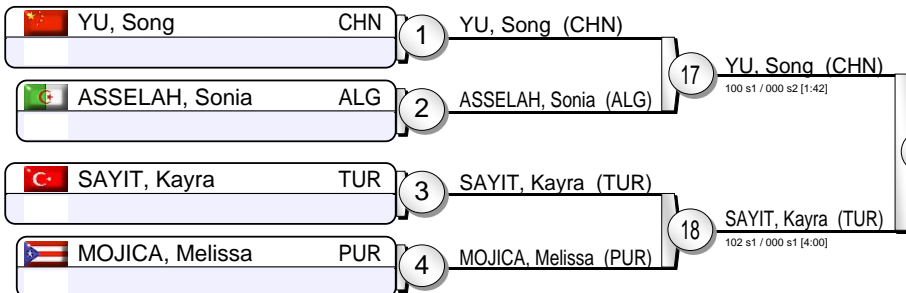 YU, Song CHN
1
YU, Song (CHN)
17
YU, Song (CHN)
100 s1 / 000 s2 [1:42]
ASSELAH, Sonia ALG
2
ASSELAH, Sonia (ALG)
SAYIT, Kayra TUR
3
SAYIT, Kayra (TUR)
18
SAYIT, Kayra (TUR)
102 s1 / 000 s1 [4:00]
MOJICA, Melissa PUR
4
MOJICA, Melissa (PUR)